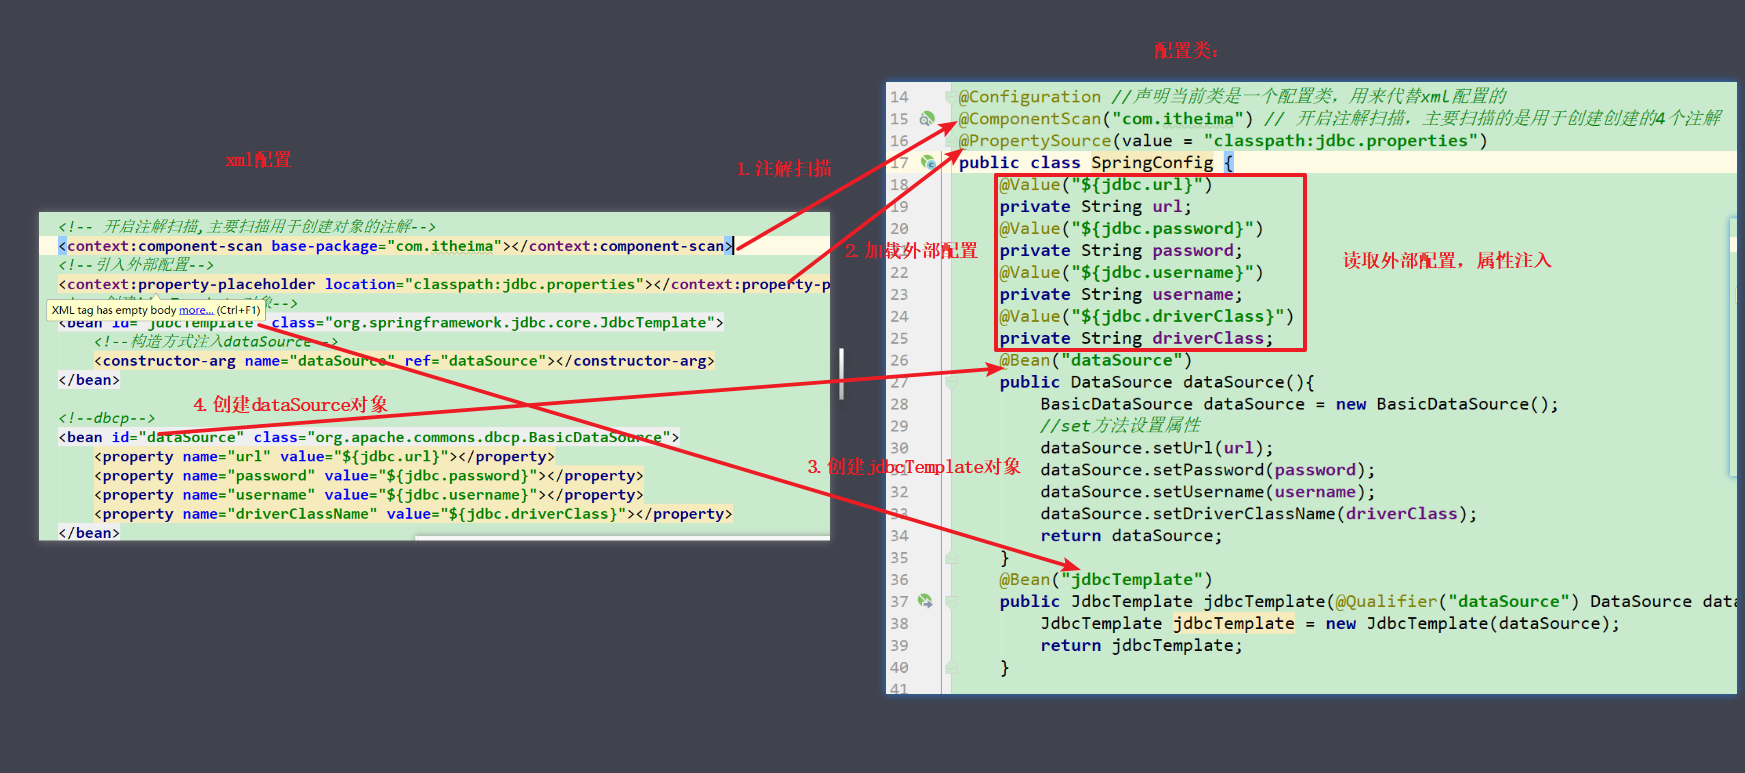 配置类:
xml配置
1.注解扫描
2.加载外部配置
4.创建dataSource对象
3.创建jdbcTemplate对象
读取外部配置，属性注入
<!-- 开启注解扫描,主要扫描用于创建对象的注解-->
<context:component-scan base-package="com.itheima"></context:component-scan>
<!--引入外部配置-->
<context:property-placeholder location="classpath:jdbc.properties"></context:property-p
对象-->
XML tag has empty body more... (Ctrl+F1)
<bean id="jdbcTemplate" class="org.springframework.jdbc.core.JdbcTemplate">
<!--构造方式注入dataSource-->
<constructor-arg name="dataSource" ref="dataSource"></constructor-arg>
</bean>
<!--dbcp-->
<bean id="dataSource" class="org.apache.commons.dbcp.BasicDataSource">
<property name="url" value="${jdbc.url}"></property>
<property name="password" value="${jdbc.password}"></property>
<property name="username" value="${jdbc.username}"></property>
<property name="driverClassName" value="${jdbc.driverClass}"></property>
</bean>
14 @Configuration //声明当前类是一个配置类，用来代替xml配置的
15 @ComponentScan("com.itheima") // 开启注解扫描，主要扫描的是用于创建创建的4个注解
16 @PropertySource(value = "classpath:jdbc.properties")
17 public class SpringConfig {
18 @Value("${jdbc.url}")
19 private String url;
20 @Value("${jdbc.password}")
private String password;
22 @Value("${jdbc.username}")
23 private String username;
24 @Value("${jdbc.driverClass}")
25 private String driverClass;
26 @Bean("dataSource")
27 public DataSource dataSource(){
28 BasicDataSource dataSource = new BasicDataSource();
29 //set方法设置属性
30 dataSource.setUrl(url);
dataSource.setPassword(password);
32 dataSource.setUsername(username);
33 dataSource.setDriverClassName(driverClass);
34 return dataSource;
35 }
36 @Bean("jdbcTemplate")
37 public JdbcTemplate jdbcTemplate(@Qualifier("dataSource") DataSource data
38 JdbcTemplate jdbcTemplate = new JdbcTemplate(dataSource);
39 return jdbcTemplate;
40 }
41